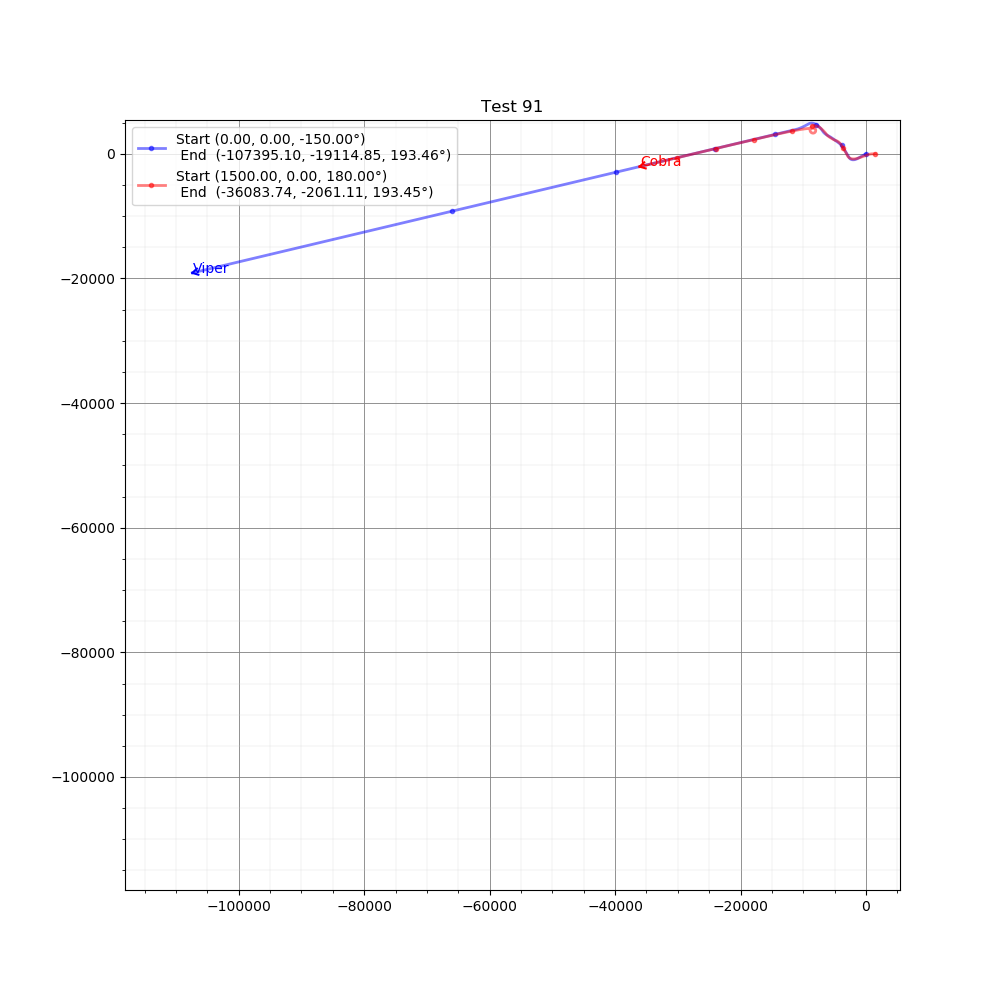 Test 91
Start (0.00, 0.00, -150.00°)
End  (-107395.10, -19114.85, 193.46°)
Start (1500.00, 0.00, 180.00°)
End  (-36083.74, -2061.11, 193.45°)
Cobra
Viper
0
−20000
−40000
−60000
−80000
−100000
−100000
−80000
−60000
−40000
−20000
0